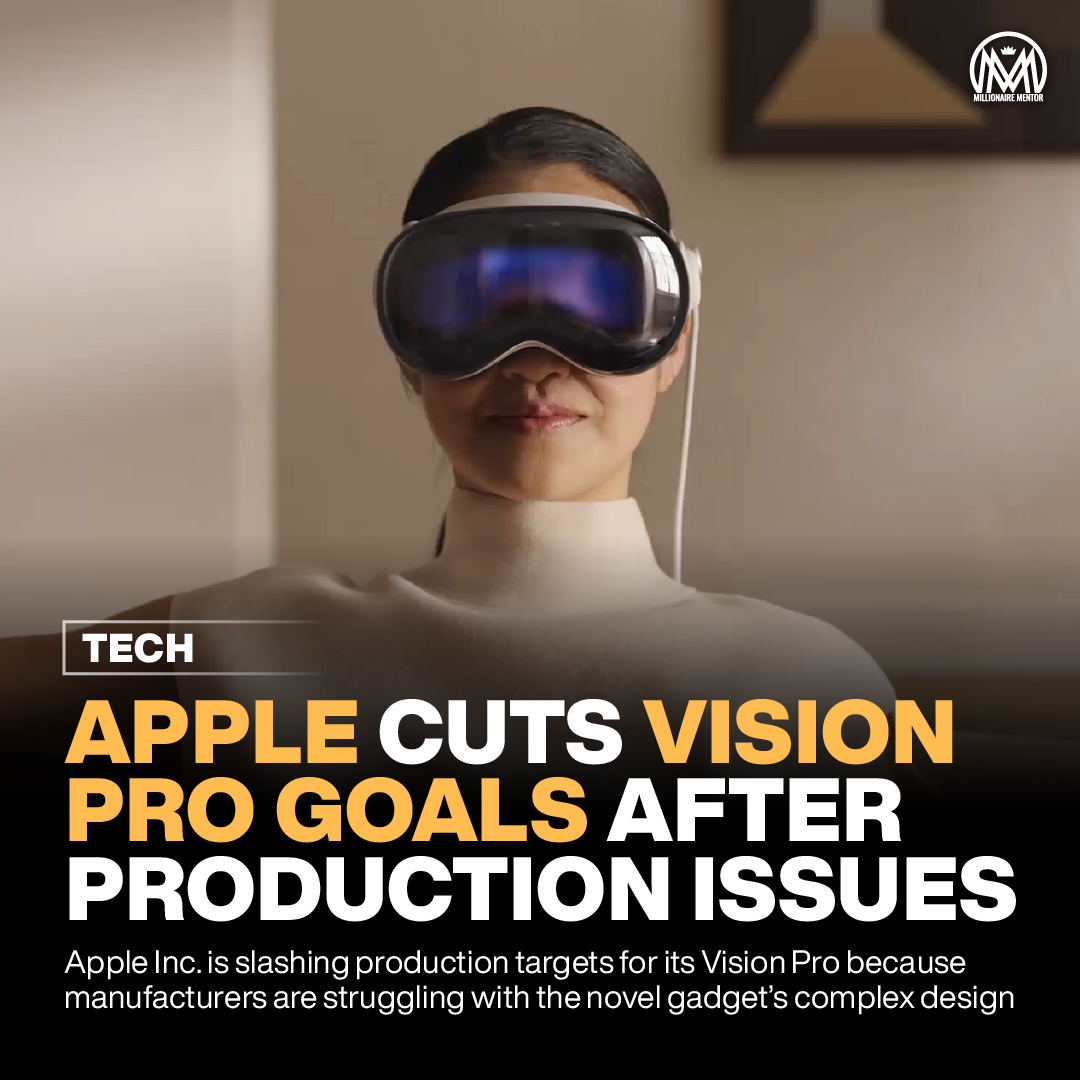 MILLIONAIRE MENTOR
TECH
APPLE CUTS VISION
PRO GOALS AFTER
PRODUCTION ISSUES
Apple Inc. is slashing production targets for its Vision Pro because
manufacturers are struggling with the novel gadget’s complex design